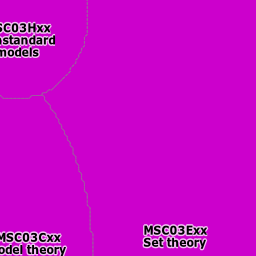 SC03Hxx
nstandard
models
MSC03Exx
Set theory
MSC03Cxx
odel theory